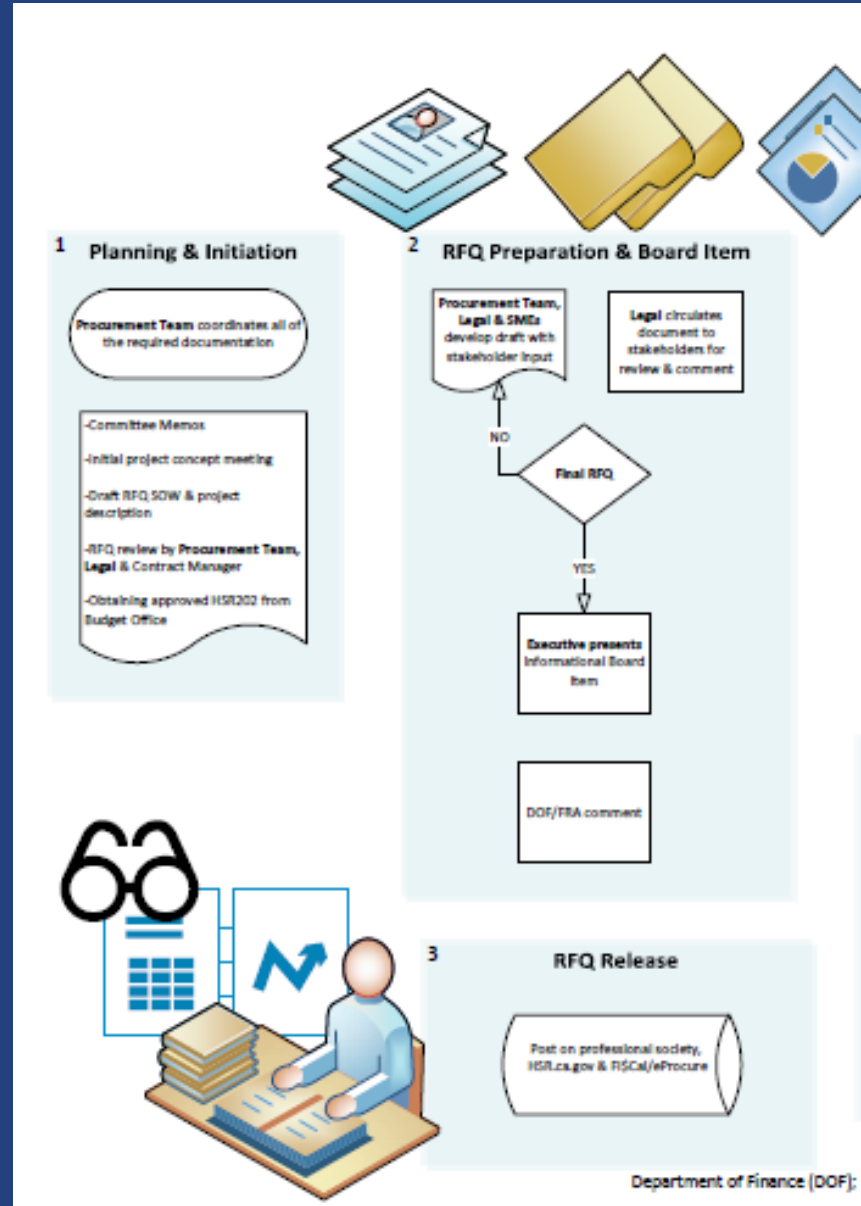 1 Planning & Initiation
Procurement Team coordinates all of
the required documentation
-Committee Memos
-Initial project concept meeting
-Draft RFQ SOW & project
description
-RFQ review by Procurement Team,
Legal & Contract Manager
-Obtaining approved HSR202 from
Budget Office
2 RFQ Preparation & Board Item
Procurement Team,
Legal & SMEs
develop draft with
stakeholder input
Legal circulates
document to
stakeholders for
review & comment
NO
Final RFQ
YES
Executive presents
Informational Board
Item
DOF/FRA comment
3 RFQ Release
Post on professional society,
HSR.ca.gov & FI$Cal/eProcure
Department of Finance (DOF);